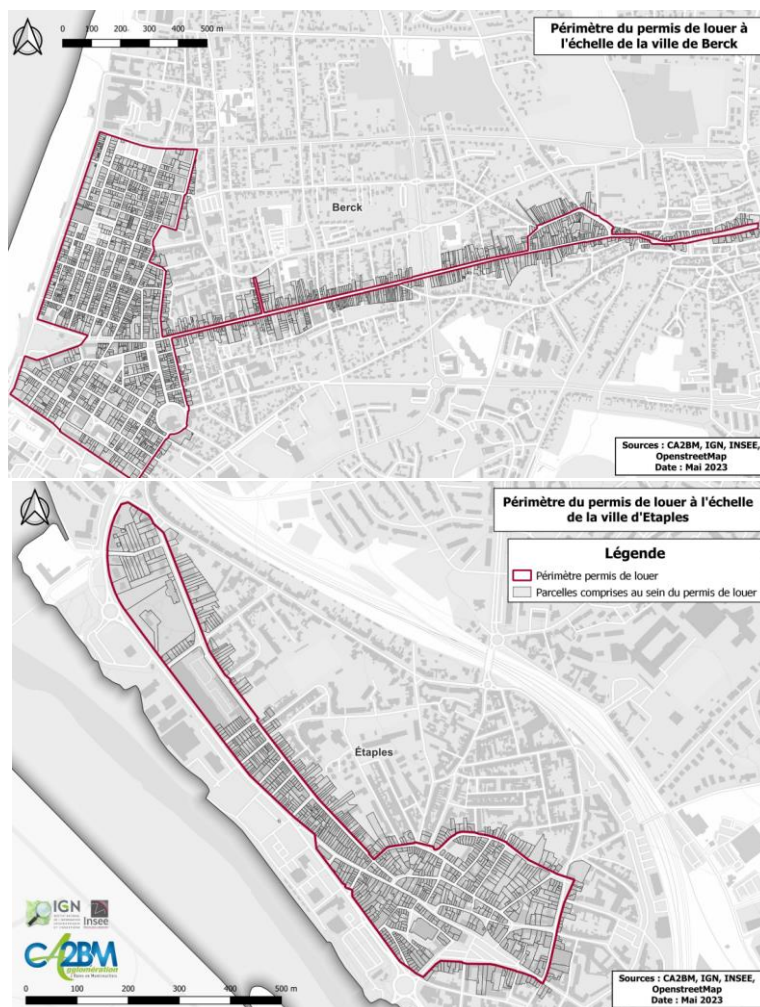 0 100 200 300 400 500 m
Périmètre du permis de louer à
l'échelle de la ville de Berck
Berck
Sources : CA2BM, IGN, INSEE,
OpenstreetMap
Date : Mai 2023
Périmètre du permis de louer à l'échelle
de la ville d'Etaples
Légende
Périmètre permis de louer
Parcelles comprises au sein du permis de louer
Étaples
IGN
Insee
CA2BM
Agglomération
0 100 200 300 400 500 m
Sources : CA2BM, IGN, INSEE,
OpenstreetMap
Date : Mai 2023